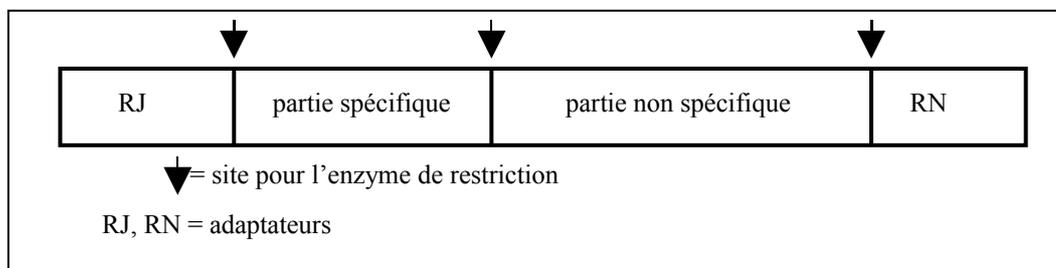 RJ partie spécifique partie non spécifique RN
= site pour l’enzyme de restriction
RJ, RN = adaptateurs